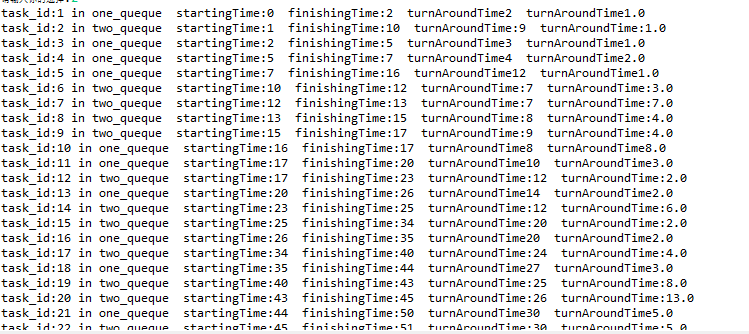 task_id:1 in one_queque startingTime:0 finishingTime:2 turnAroundTime2 turnAroundTime1.0
task_id:2 in two_queque startingTime:1 finishingTime:10 turnAroundTime:9 turnAroundTime:1.0
task_id:3 in one_queque startingTime:2 finishingTime:5 turnAroundTime3 turnAroundTime1.0
task_id:4 in one_queque startingTime:5 finishingTime:7 turnAroundTime4 turnAroundTime2.0
task_id:5 in one_queque startingTime:7 finishingTime:16 turnAroundTime12 turnAroundTime1.0
task_id:6 in two_queque startingTime:10 finishingTime:12 turnAroundTime:7 turnAroundTime:3.0
task_id:7 in two_queque startingTime:12 finishingTime:13 turnAroundTime:7 turnAroundTime:7.0
task_id:8 in two_queque startingTime:13 finishingTime:15 turnAroundTime:8 turnAroundTime:4.0
task_id:9 in two_queque startingTime:15 finishingTime:17 turnAroundTime:9 turnAroundTime:4.0
task_id:10 in one_queque startingTime:16 finishingTime:17 turnAroundTime8 turnAroundTime8.0
task_id:11 in one_queque startingTime:17 finishingTime:20 turnAroundTime10 turnAroundTime3.0
task_id:12 in two_queque startingTime:17 finishingTime:23 turnAroundTime:12 turnAroundTime:2.0
task_id:13 in one_queque startingTime:20 finishingTime:26 turnAroundTime14 turnAroundTime2.0
task_id:14 in two_queque startingTime:23 finishingTime:25 turnAroundTime:12 turnAroundTime:6.0
task_id:15 in two_queque startingTime:25 finishingTime:34 turnAroundTime:20 turnAroundTime:2.0
task_id:16 in one_queque startingTime:26 finishingTime:35 turnAroundTime20 turnAroundTime2.0
task_id:17 in two_queque startingTime:34 finishingTime:40 turnAroundTime:24 turnAroundTime:4.0
task_id:18 in one_queque startingTime:35 finishingTime:44 turnAroundTime27 turnAroundTime3.0
task_id:19 in two_queque startingTime:40 finishingTime:43 turnAroundTime:25 turnAroundTime:8.0
task_id:20 in two_queque startingTime:43 finishingTime:45 turnAroundTime:26 turnAroundTime:13.0
task_id:21 in one_queque startingTime:44 finishingTime:50 turnAroundTime30 turnAroundTime5.0
task_id:22 in two_queque startingTime:45 finishingTime:51 turnAroundTime:30 turnAroundTime:5.0